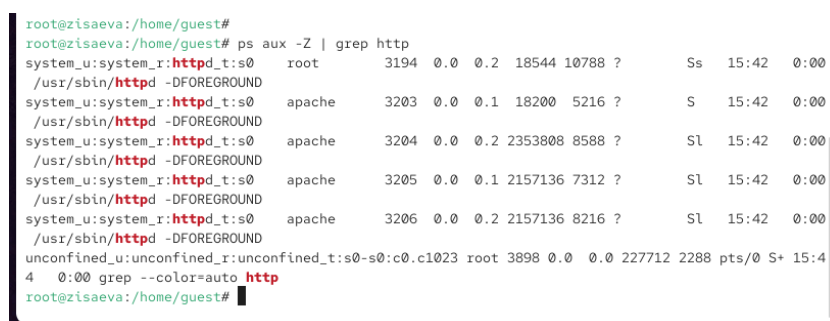 root@zisaeva:/home/guest#
root@zisaeva:/home/guest# ps aux -Z | grep http
system_u:system_r:httpd_t:s0    root        3194  0.0  0.2  18544 10788 ?        Ss   15:42   0:00
 /usr/sbin/httpd -DFOREGROUND
system_u:system_r:httpd_t:s0    apache      3203  0.0  0.1  18200  5216 ?        S    15:42   0:00
 /usr/sbin/httpd -DFOREGROUND
system_u:system_r:httpd_t:s0    apache      3204  0.0  0.2 2353808 8588 ?        Sl   15:42   0:00
 /usr/sbin/httpd -DFOREGROUND
system_u:system_r:httpd_t:s0    apache      3205  0.0  0.1 2157136 7312 ?        Sl   15:42   0:00
 /usr/sbin/httpd -DFOREGROUND
system_u:system_r:httpd_t:s0    apache      3206  0.0  0.2 2157136 8216 ?        Sl   15:42   0:00
 /usr/sbin/httpd -DFOREGROUND
unconfined_u:unconfined_r:unconfined_t:s0-s0:c0.c1023 root 3898 0.0  0.0 227712 2288 pts/0 S+ 15:4
4   0:00 grep --color=auto http
root@zisaeva:/home/guest#